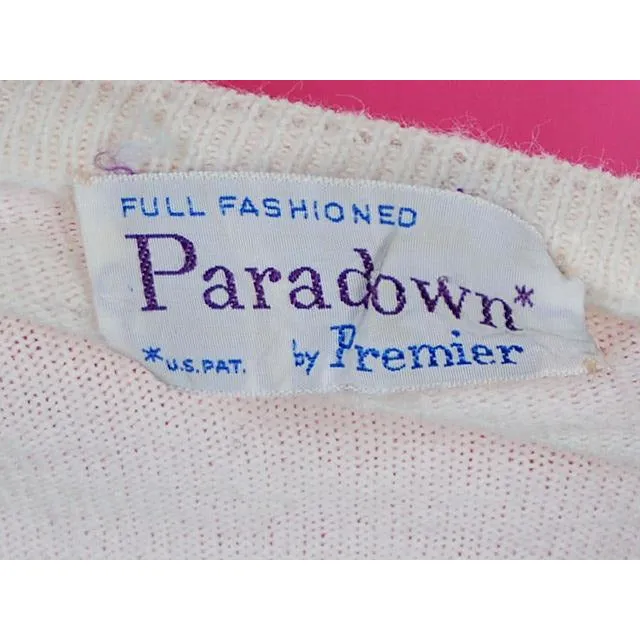 FULL FASHIONED
Paradown*
*U.S. PAT. by Premier